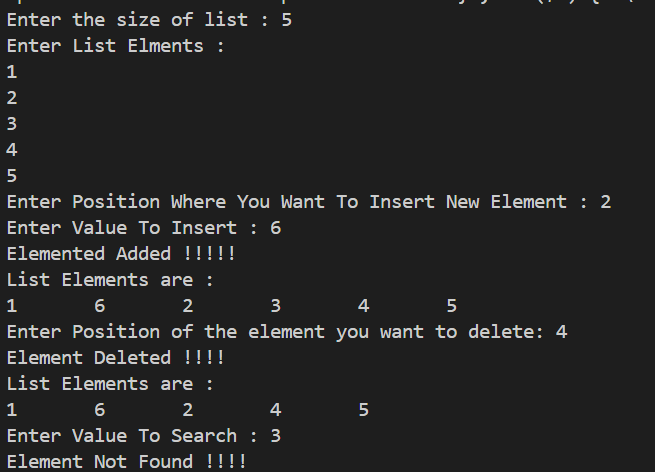 Enter the size of list : 5
Enter List Elments :
1
2
3
4
5
Enter Position Where You Want To Insert New Element : 2
Enter Value To Insert : 6
Elemented Added !!!!!
List Elements are :
1 6 2 3 4 5
Enter Position of the element you want to delete: 4
Element Deleted !!!!
List Elements are :
1 6 2 4 5
Enter Value To Search : 3
Element Not Found !!!!